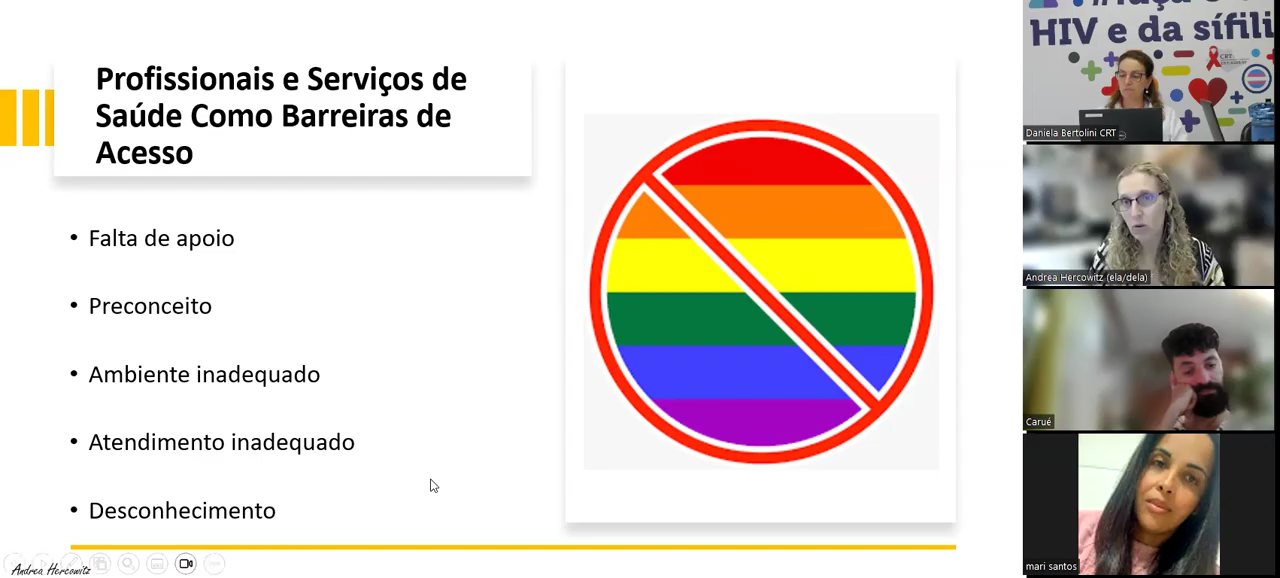 Profissionais e Serviços de
Saúde Como Barreiras de
Acesso
• Falta de apoio
• Preconceito
• Ambiente inadequado
• Atendimento inadequado
• Desconhecimento
Andrea Hercowitz
HIV e da sífili
CRT
Daniela Bertolini CRT
Andrea Hercowitz (ela/dela)
Carué
mari santos